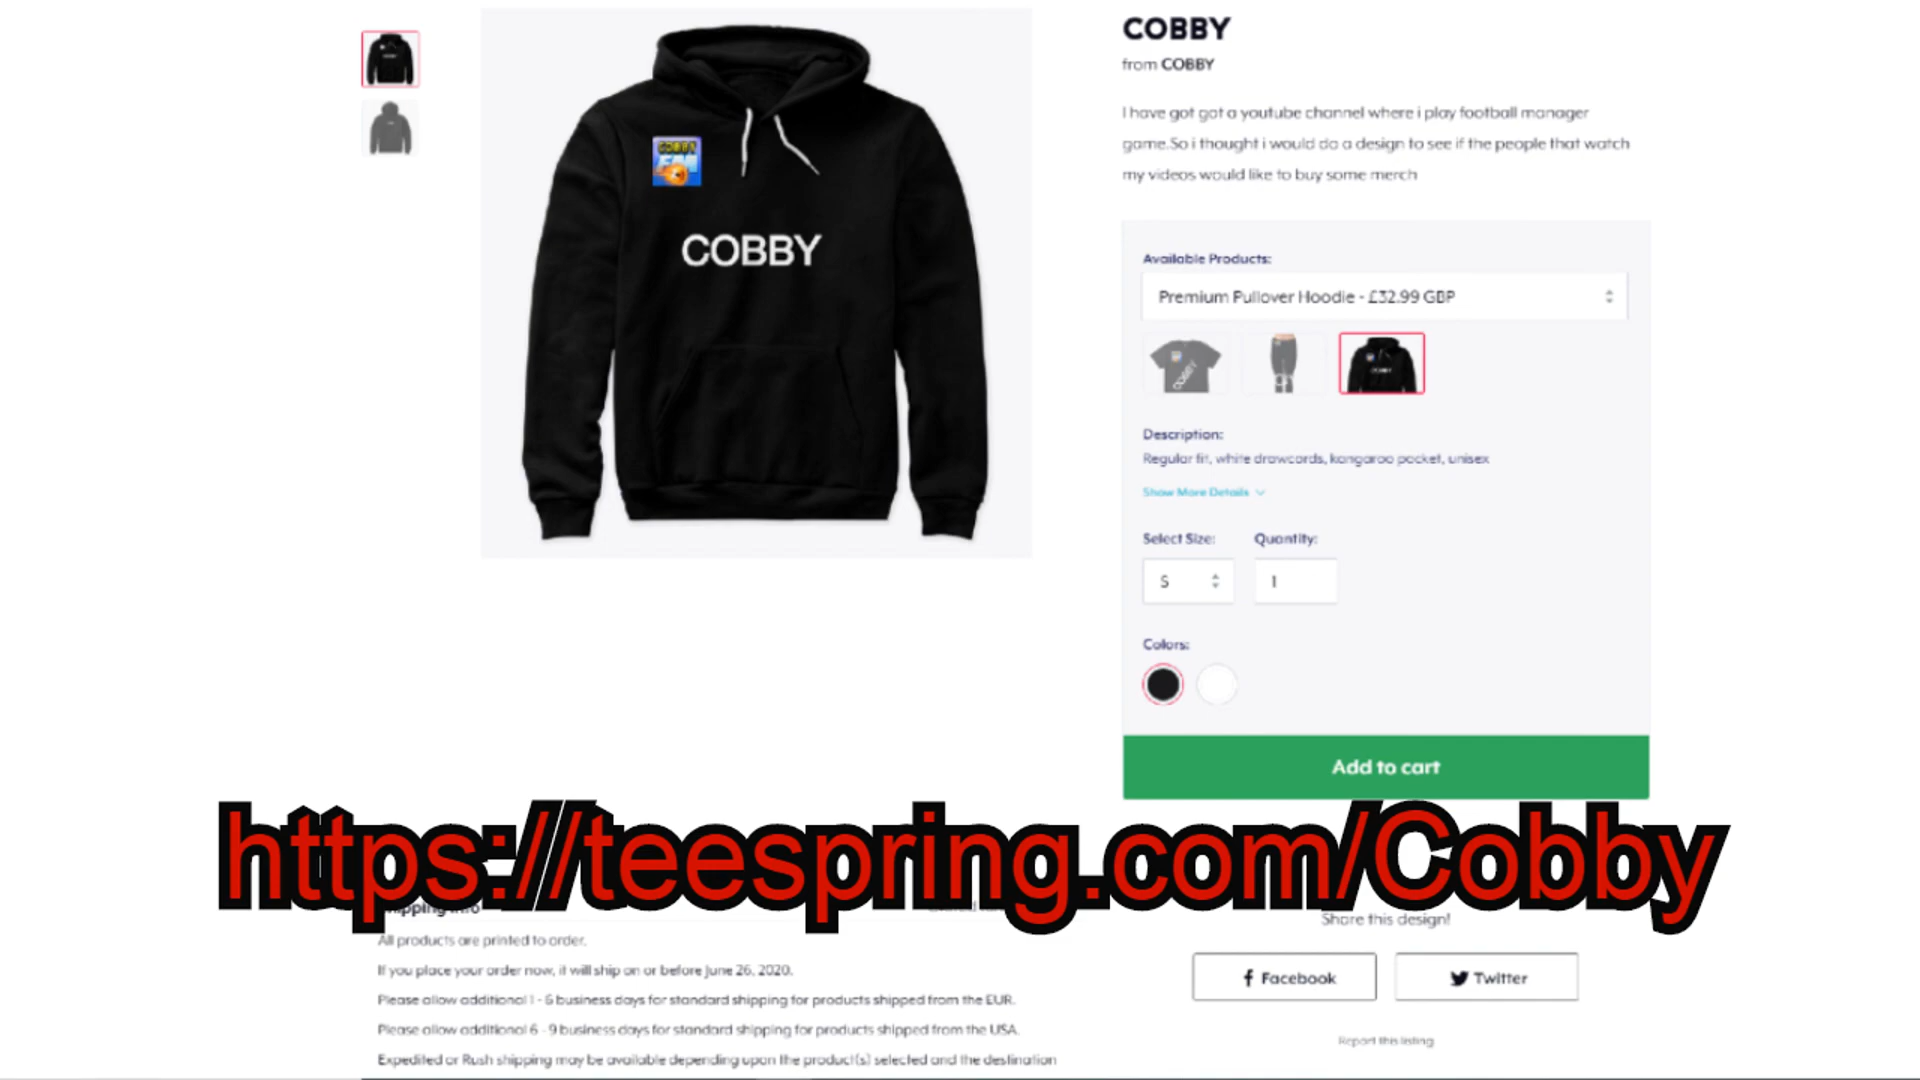 COBBY
from COBBY
I have got got a youtube channel where i play football manager
game.So i thought i would do a design to see if the people that watch
my videos would like to buy some merch
COBBY
FM
COBBY
Available Products:
Premium Pullover Hoodie - £32.99 GBP
COBBY
COBBY
Description:
Regular fit, white drawcords, kangaroo pocket, unisex
Show More Details
Select Size:
Quantity:
S
1
Colors:
Add to cart
https://teespring.com/Cobby
Shipping info
Share this design!
All products are printed to order.
If you place your order now, it will ship on or before June 26, 2020.
Please allow additional 1 - 6 business days for standard shipping for products shipped from the EUR.
Please allow additional 6 - 9 business days for standard shipping for products shipped from the USA.
Expedited or Rush shipping may be available depending upon the product(s) selected and the destination
Facebook
Twitter
Report this listing